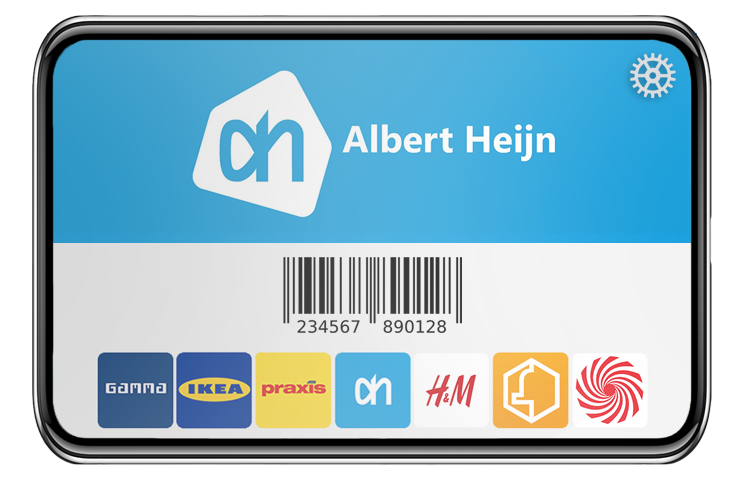 ah
Albert Heijn
234567 890128
GAMMA
IKEA
praxis
ah
H&M